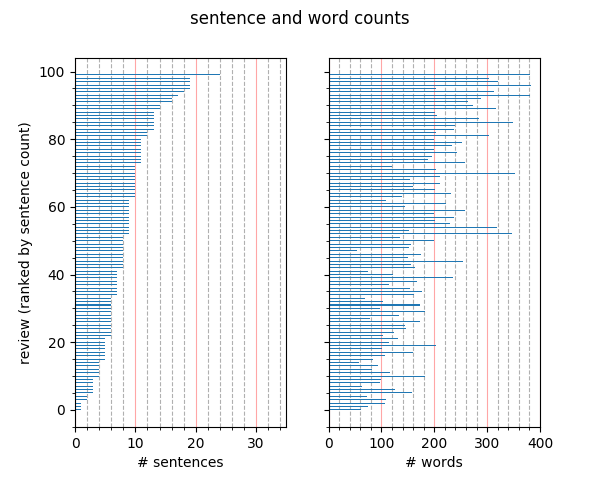 sentence and word counts
review (ranked by sentence count)
100
80
60
40
20
0
0 10 20 30
# sentences
0 100 200 300 400
# words